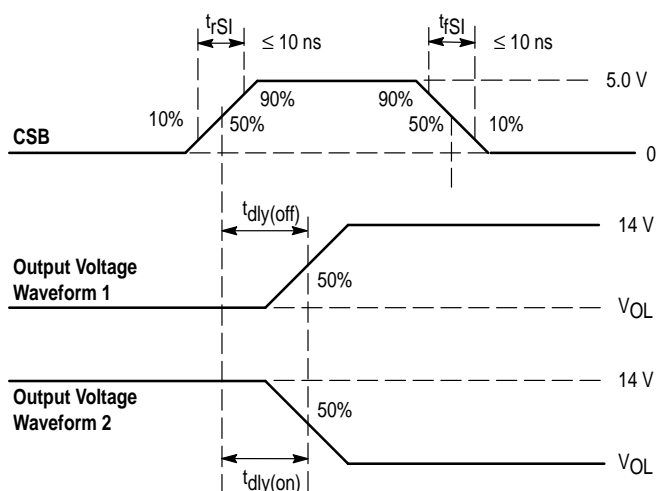 trSI ≤ 10 ns tfSI ≤ 10 ns
5.0 V
90% 90%
10% 50% 50% 10%
CSB
0
tdly(off)
14 V
Output Voltage
Waveform 1
50%
VOL
14 V
Output Voltage
Waveform 2
50%
VOL
tdly(on)